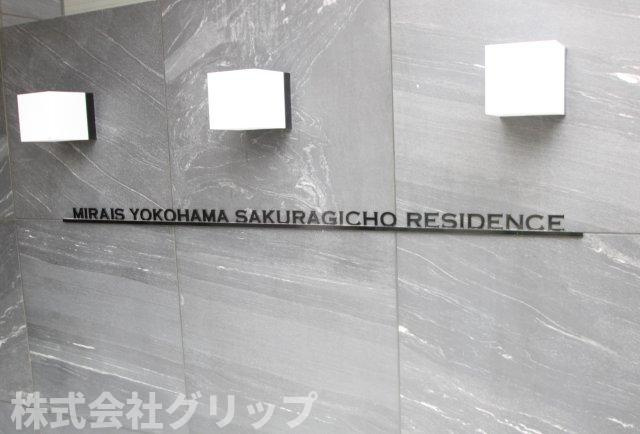 MIRAIS YOKOHAMA SAKURAGICHO RESIDENCE
株式会社グリップ